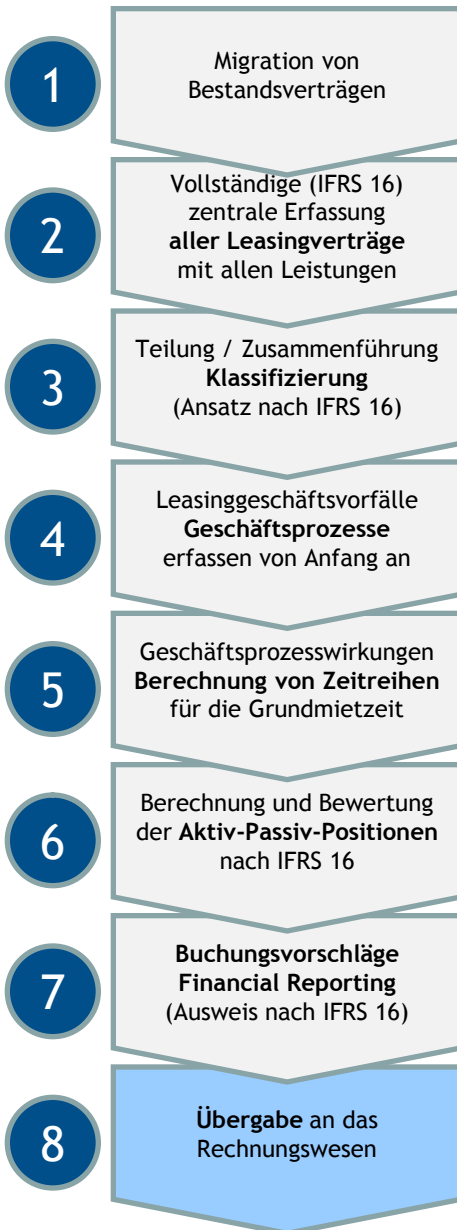 1
Migration von
Bestandsverträgen
2
Vollständige (IFRS 16)
zentrale Erfassung
aller Leasingverträge
mit allen Leistungen
3
Teilung / Zusammenführung
Klassifizierung
(Ansatz nach IFRS 16)
4
Leasinggeschäftsvorfälle
Geschäftsprozesse
erfassen von Anfang an
5
Geschäftsprozesswirkungen
Berechnung von Zeitreihen
für die Grundmietzeit
6
Berechnung und Bewertung
der Aktiv-Passiv-Positionen
nach IFRS 16
7
Buchungsvorschläge
Financial Reporting
(Ausweis nach IFRS 16)
8
Übergabe an das
Rechnungswesen